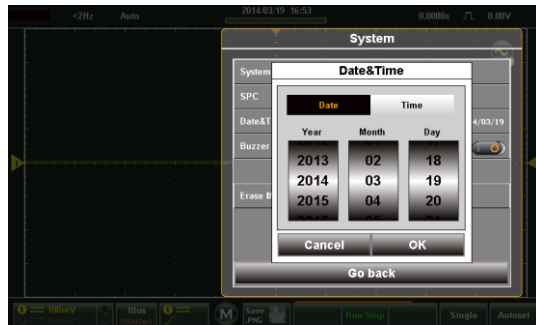 <2Hz Auto 2014/03/19 16:53 0.0000s 0.00V
System
System
Date&Time
SPC
Date Time
Date&T 4/03/19
Year Month Day
Buzzer
2013 02 18
2014 03 19
Erase M
2015 04 20
Cancel OK
Go back
100mV 10us M Save Run/Stop Single Autoset
.PNG